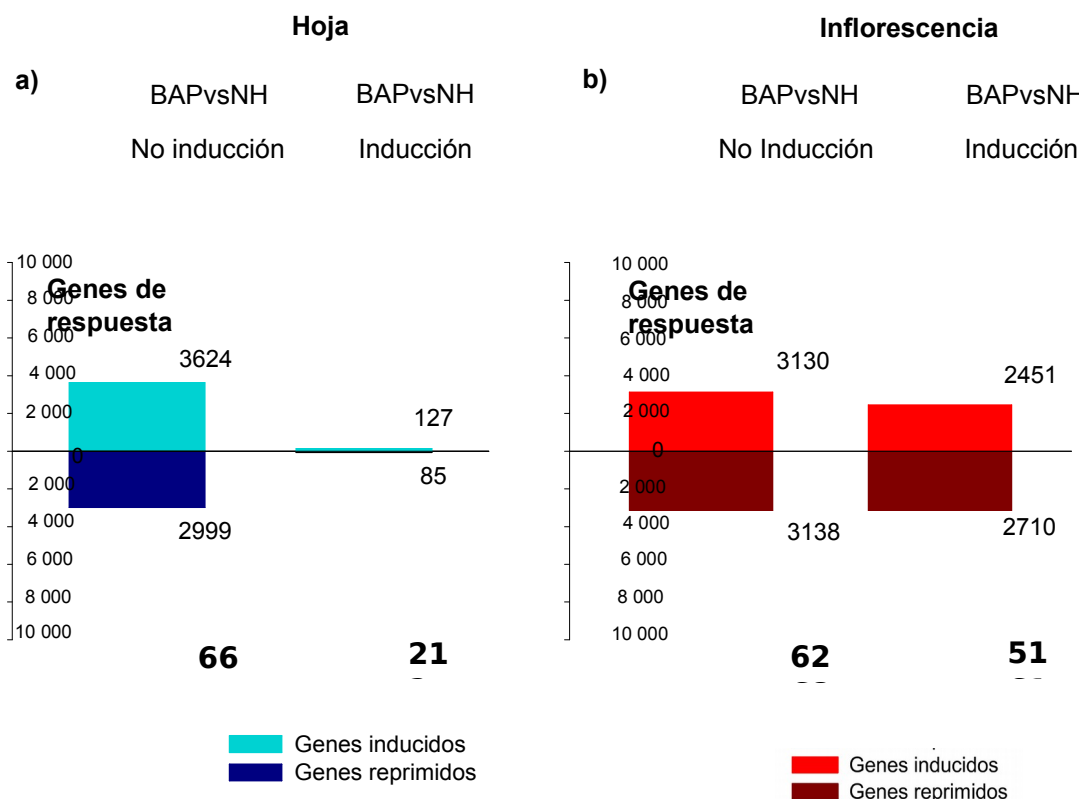 Hoja
a)
BAPvsNH
BAPvsNH
No inducción
Inducción
10 000
8 000
6 000
4 000
2 000
0
2 000
4 000
6 000
8 000
10 000
Genes de
respuesta
3624
127
85
2999
66
21
Genes inducidos
Genes reprimidos
Inflorescencia
b)
BAPvsNH
BAPvsNH
No Inducción
Inducción
10 000
8 000
6 000
4 000
2 000
0
2 000
4 000
6 000
8 000
10 000
Genes de
respuesta
3130
2451
3138
2710
62
51
Genes inducidos
Genes reprimidos